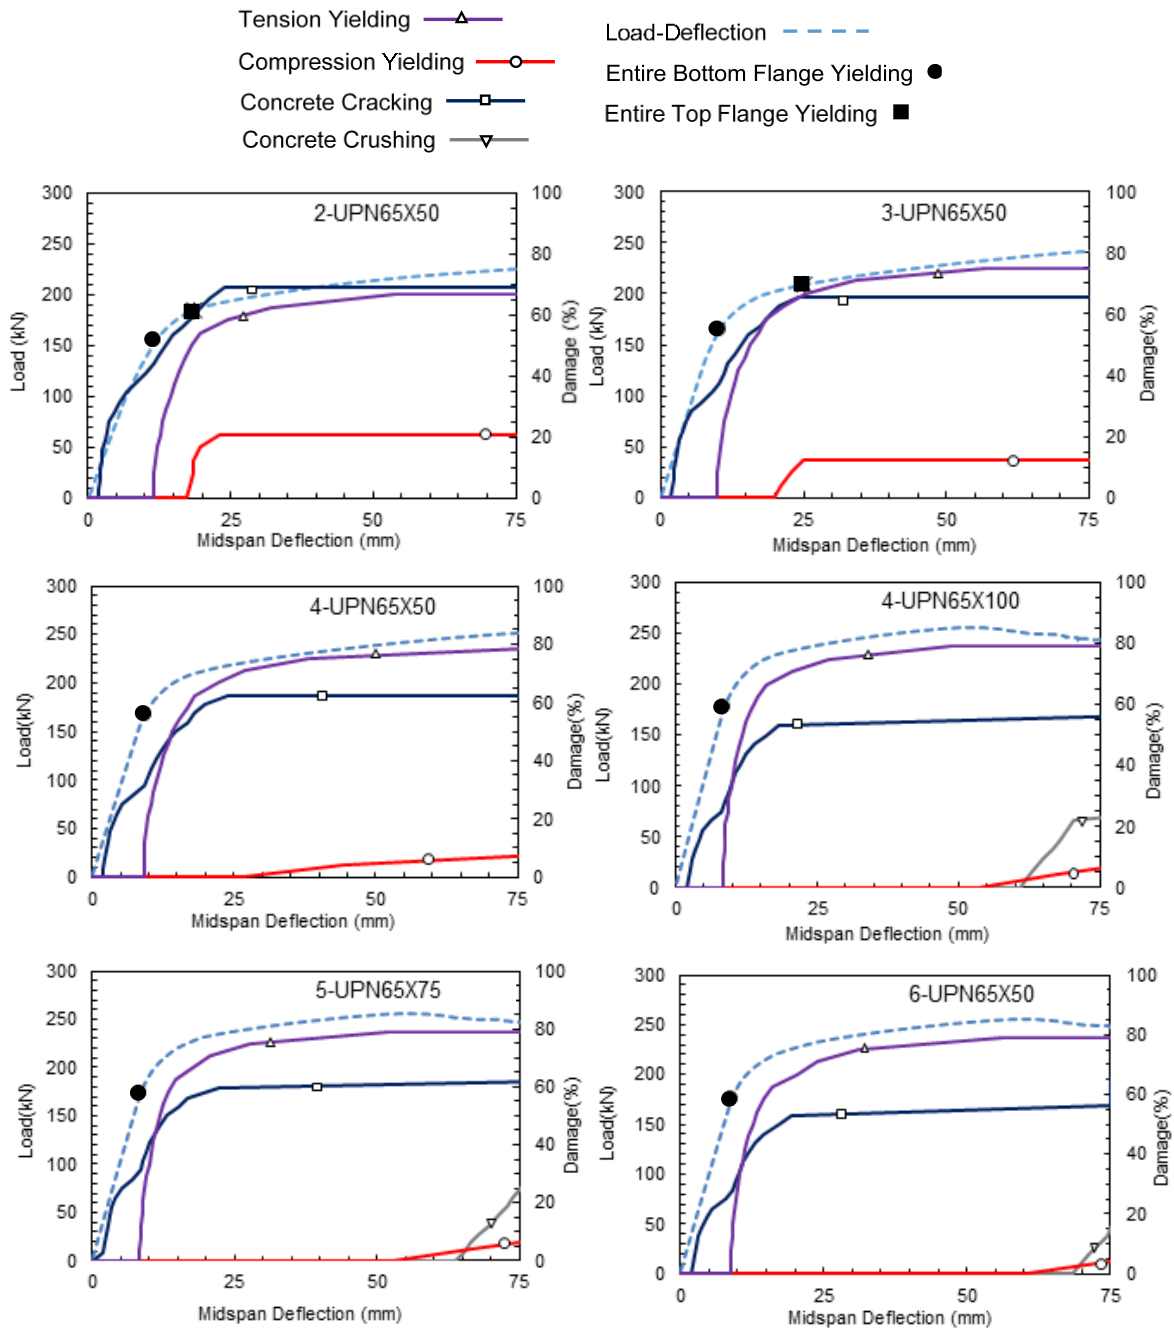 Tension Yielding
Compression Yielding
Concrete Cracking
Concrete Crushing
Load-Deflection
Entire Bottom Flange Yielding
Entire Top Flange Yielding
2-UPN65X50
300
250
200
150
100
50
0
Load (kN)
100
80
60
40
20
0
Damage (%)
0 25 50 75
Midspan Deflection (mm)
3-UPN65X50
300
250
200
150
100
50
0
Load (kN)
100
80
60
40
20
0
Damage(%)
0 25 50 75
Midspan Deflection (mm)
4-UPN65X50
300
250
200
150
100
50
0
Load(kN)
100
80
60
40
20
0
Damage(%)
0 25 50 75
Midspan Deflection (mm)
4-UPN65X100
300
250
200
150
100
50
0
Load(kN)
100
80
60
40
20
0
Damage(%)
0 25 50 75
Midspan Deflection (mm)
5-UPN65X75
300
250
200
150
100
50
0
Load(kN)
100
80
60
40
20
0
Damage(%)
0 25 50 75
Midspan Deflection (mm)
6-UPN65X50
300
250
200
150
100
50
0
Load(kN)
100
80
60
40
20
0
Damage(%)
0 25 50 75
Midspan Deflection (mm)